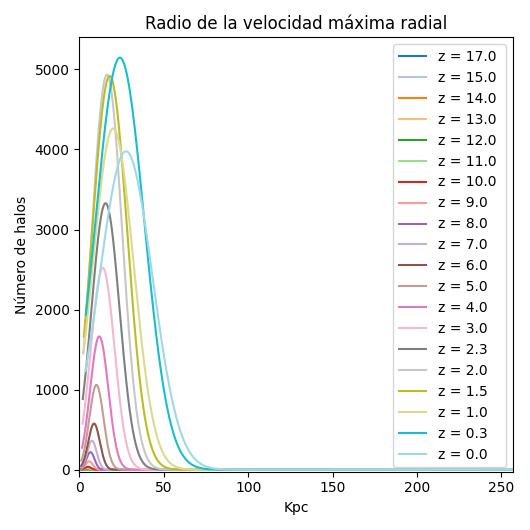 Radio de la velocidad máxima radial
Número de halos
5000
4000
3000
2000
1000
0
0
50
100
150
200
250
Kpc
z = 17.0
z = 15.0
z = 14.0
z = 13.0
z = 12.0
z = 11.0
z = 10.0
z = 9.0
z = 8.0
z = 7.0
z = 6.0
z = 5.0
z = 4.0
z = 3.0
z = 2.3
z = 2.0
z = 1.5
z = 1.0
z = 0.3
z = 0.0